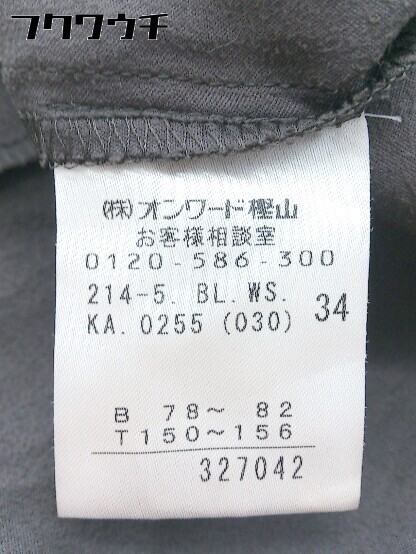 フクワウチ
(株)オンワード樫山
お客様相談室
0120-586-300
214-5. BL.WS.
KA.0255 (030) 34
B 78～ 82
T 150～156
327042